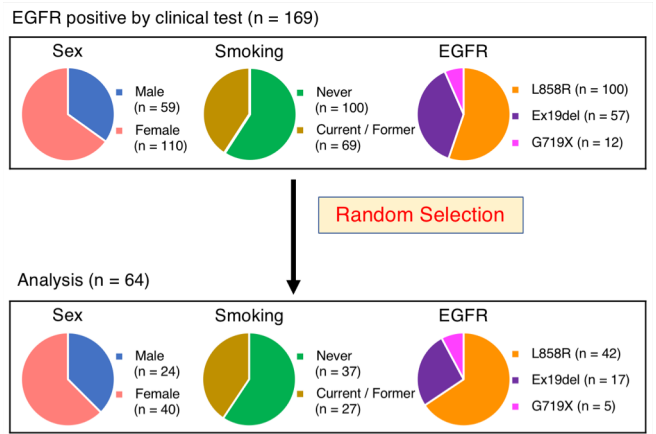 EGFR positive by clinical test (n = 169)
Sex
Male
(n = 59)
Female
(n = 110)
Smoking
Never
(n = 100)
Current / Former
(n = 69)
EGFR
L858R (n = 100)
Ex19del (n = 57)
G719X (n = 12)
Random Selection
Analysis (n = 64)
Sex
Male
(n = 24)
Female
(n = 40)
Smoking
Never
(n = 37)
Current / Former
(n = 27)
EGFR
L858R (n = 42)
Ex19del (n = 17)
G719X (n = 5)